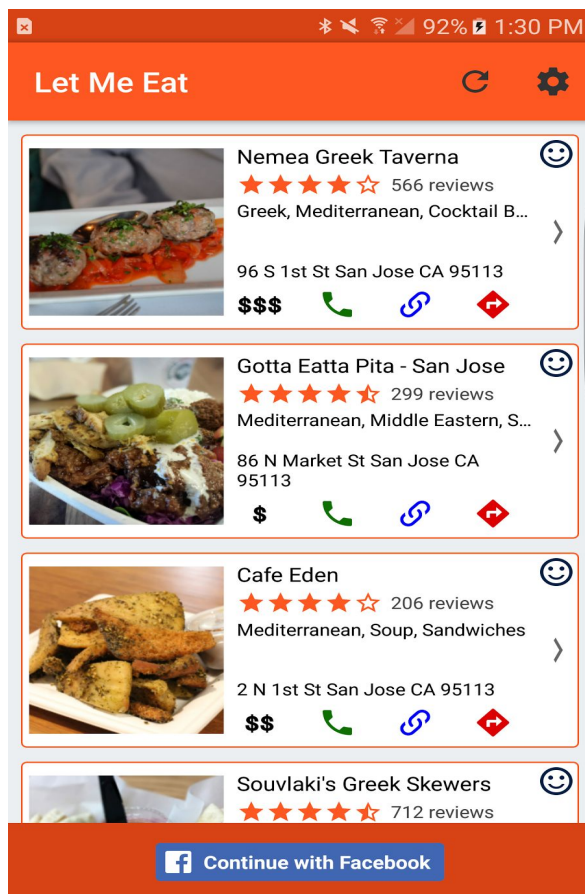 92% 1:30 PM
Let Me Eat
Nemea Greek Taverna
566 reviews
Greek, Mediterranean, Cocktail B...
96 S 1st St San Jose CA 95113
$$$
Gotta Eatta Pita - San Jose
299 reviews
Mediterranean, Middle Eastern, S...
86 N Market St San Jose CA
95113
$
Cafe Eden
206 reviews
Mediterranean, Soup, Sandwiches
2 N 1st St San Jose CA 95113
$$
Souvlaki's Greek Skewers
712 reviews
f Continue with Facebook